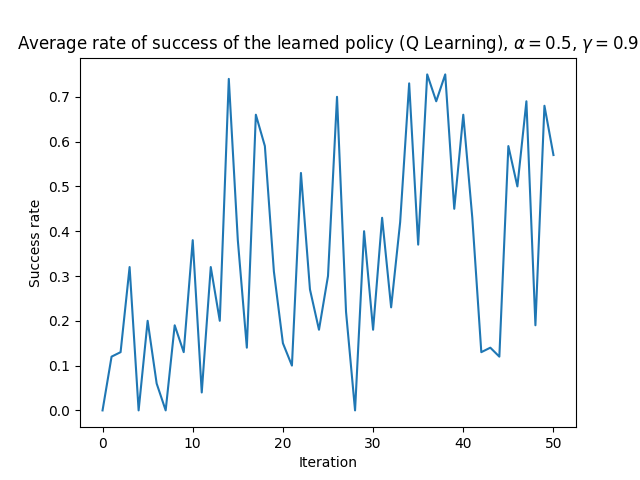 Average rate of success of the learned policy (Q Learning), α = 0.5, γ = 0.9
Success rate
0.7
0.6
0.5
0.4
0.3
0.2
0.1
0.0
0 10 20 30 40 50
Iteration